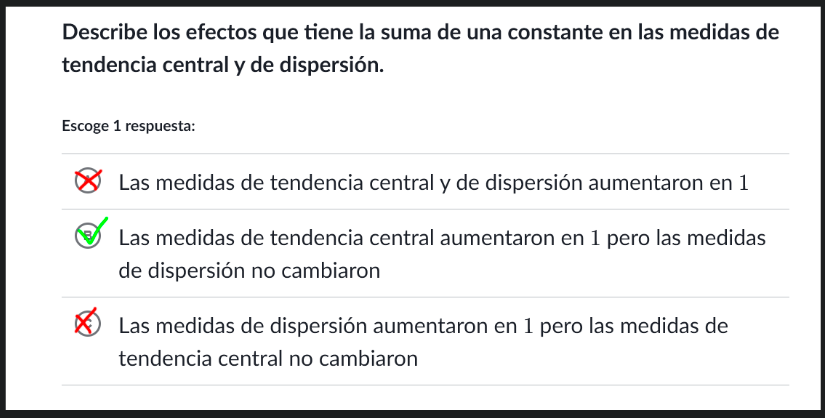 Describe los efectos que tiene la suma de una constante en las medidas de
tendencia central y de dispersión.
Escoge 1 respuesta:
Las medidas de tendencia central y de dispersión aumentaron en 1
B
Las medidas de tendencia central aumentaron en 1 pero las medidas
de dispersión no cambiaron
C
Las medidas de dispersión aumentaron en 1 pero las medidas de
tendencia central no cambiaron